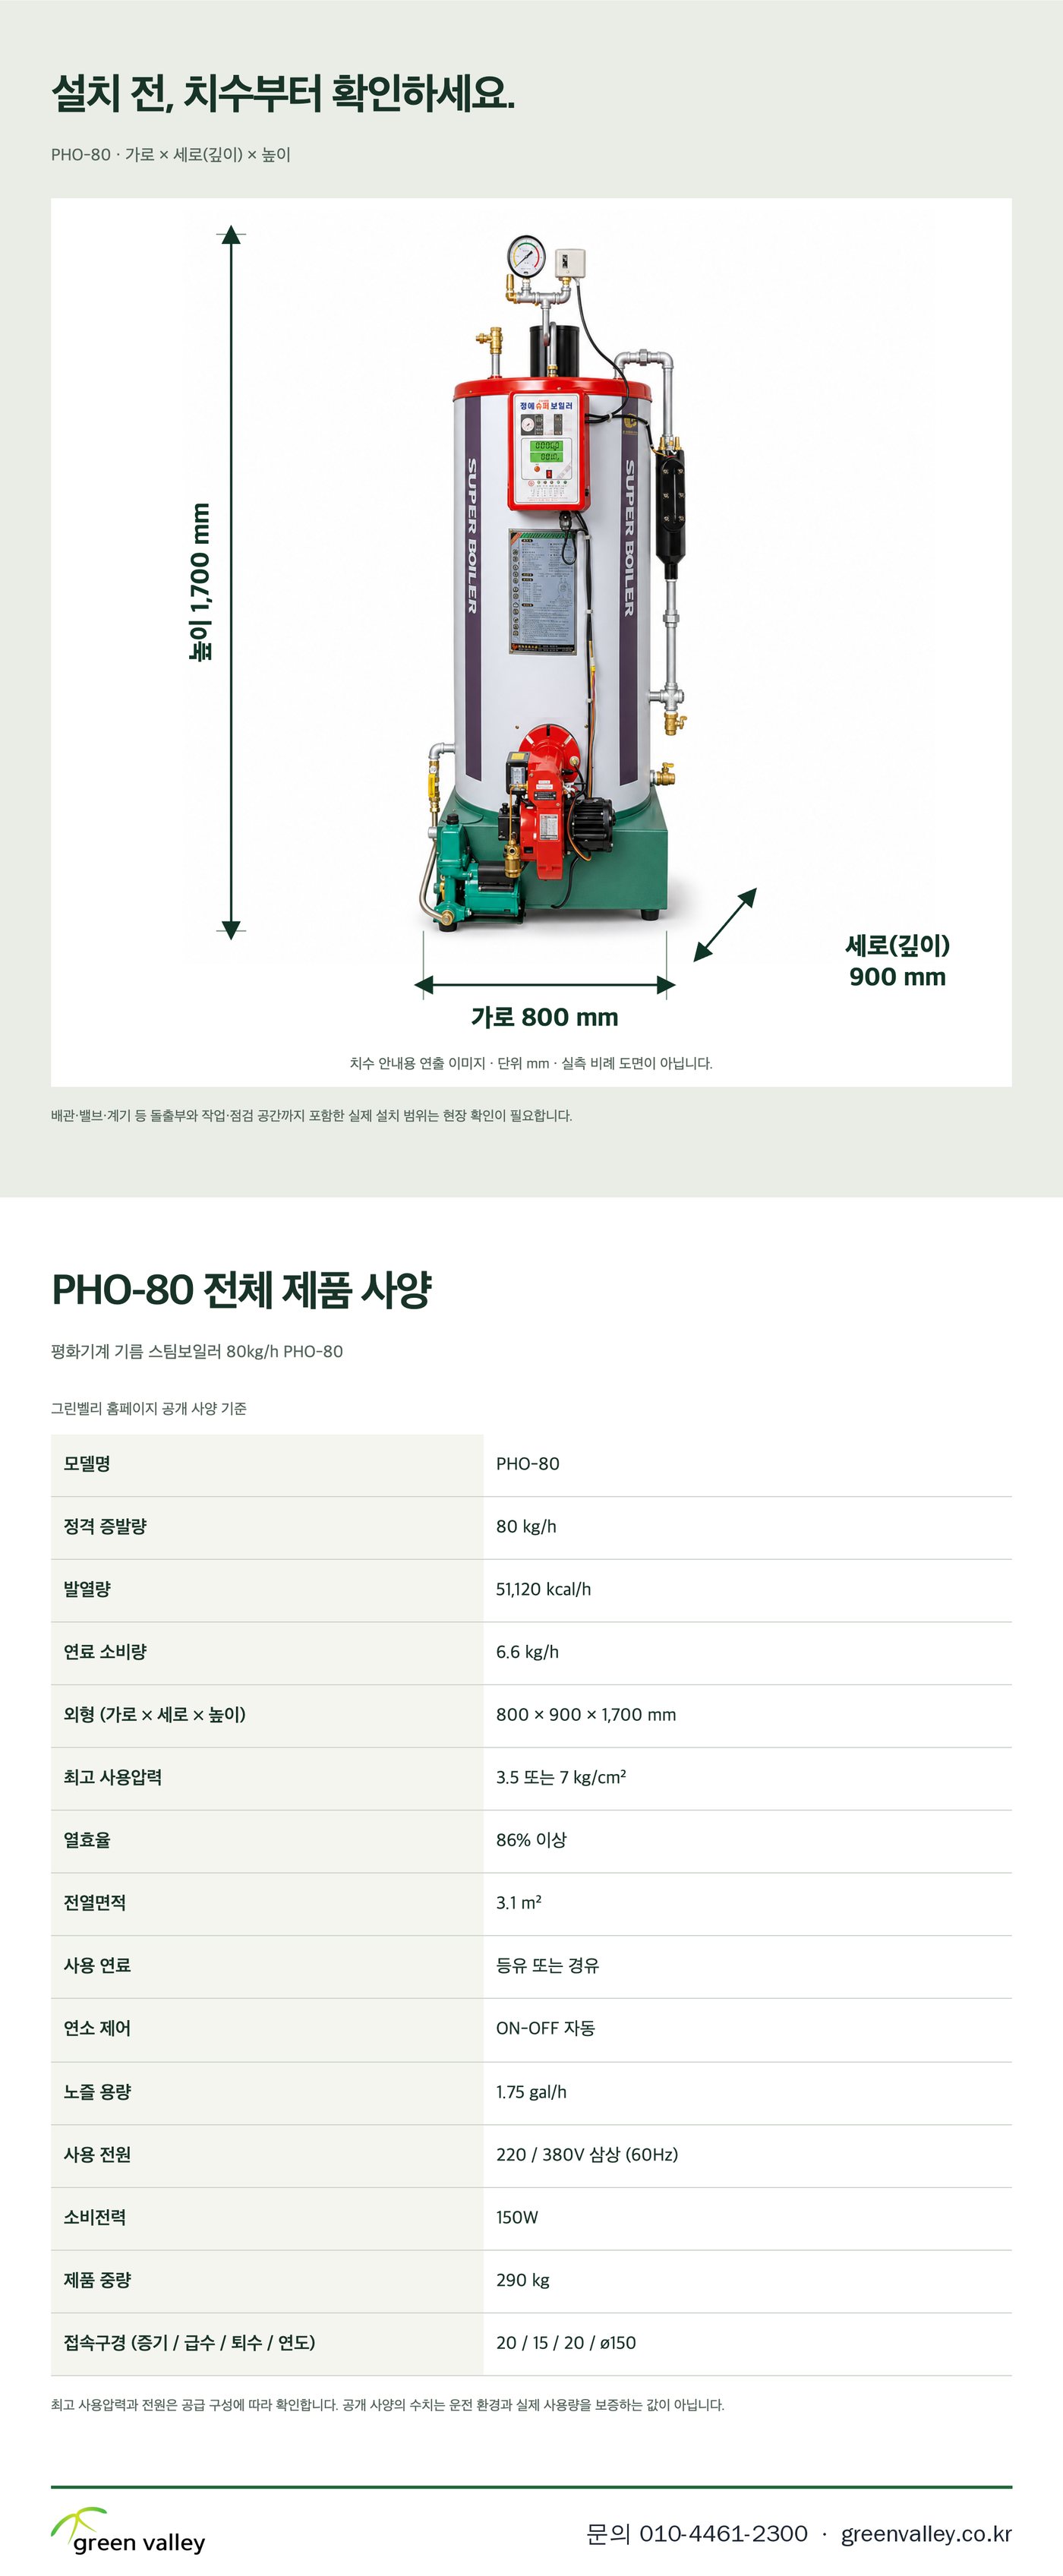 설치 전, 치수부터 확인하세요.
PHO-80 · 가로 × 세로(깊이) × 높이
높이 1,700 mm
정에슈퍼보일러
SUPER BOILER
SUPER BOILER
세로(깊이)
900 mm
가로 800 mm
치수 안내용 연출 이미지 · 단위 mm · 실측 비례 도면이 아닙니다.
배관·밸브·계기 등 돌출부와 작업·점검 공간까지 포함한 실제 설치 범위는 현장 확인이 필요합니다.
PHO-80 전체 제품 사양
평화기계 기름 스팀보일러 80kg/h PHO-80
그린벨리 홈페이지 공개 사양 기준
모델명 PHO-80
정격 증발량 80 kg/h
발열량 51,120 kcal/h
연료 소비량 6.6 kg/h
외형 (가로 × 세로 × 높이) 800 × 900 × 1,700 mm
최고 사용압력 3.5 또는 7 kg/cm²
열효율 86% 이상
전열면적 3.1 m²
사용 연료 등유 또는 경유
연소 제어 ON-OFF 자동
노즐 용량 1.75 gal/h
사용 전원 220 / 380V 삼상 (60Hz)
소비전력 150W
제품 중량 290 kg
접속구경 (증기 / 급수 / 퇴수 / 연도) 20 / 15 / 20 / ø150
최고 사용압력과 전원은 공급 구성에 따라 확인합니다. 공개 사양의 수치는 운전 환경과 실제 사용량을 보증하는 값이 아닙니다.
green valley
문의 010-4461-2300 · greenvalley.co.kr